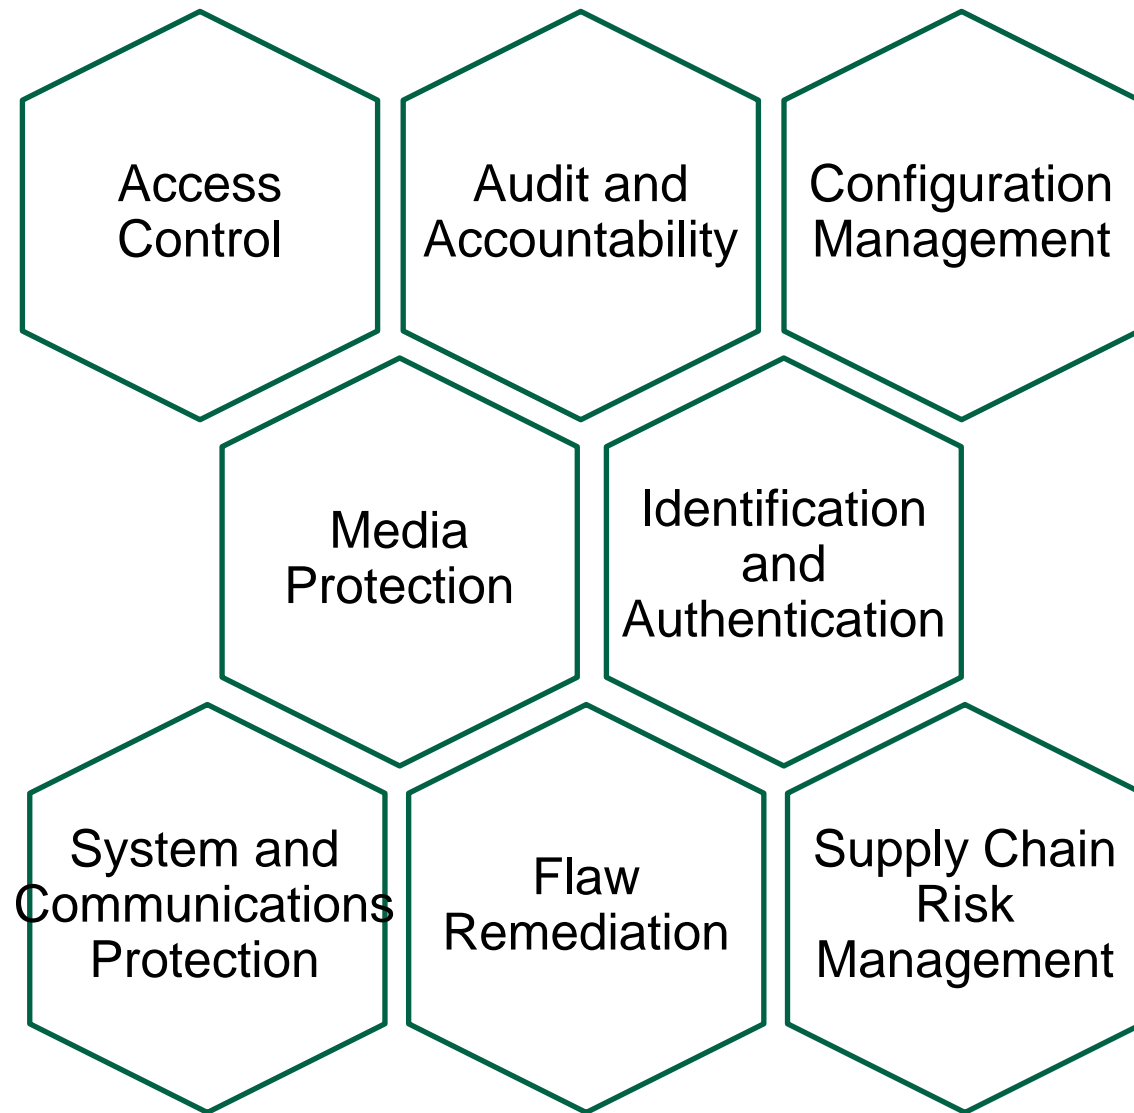 Access
Control
Audit and
Accountability
Configuration
Management
Media
Protection
Identification
and
Authentication
System and
Communications
Protection
Flaw
Remediation
Supply Chain
Risk
Management